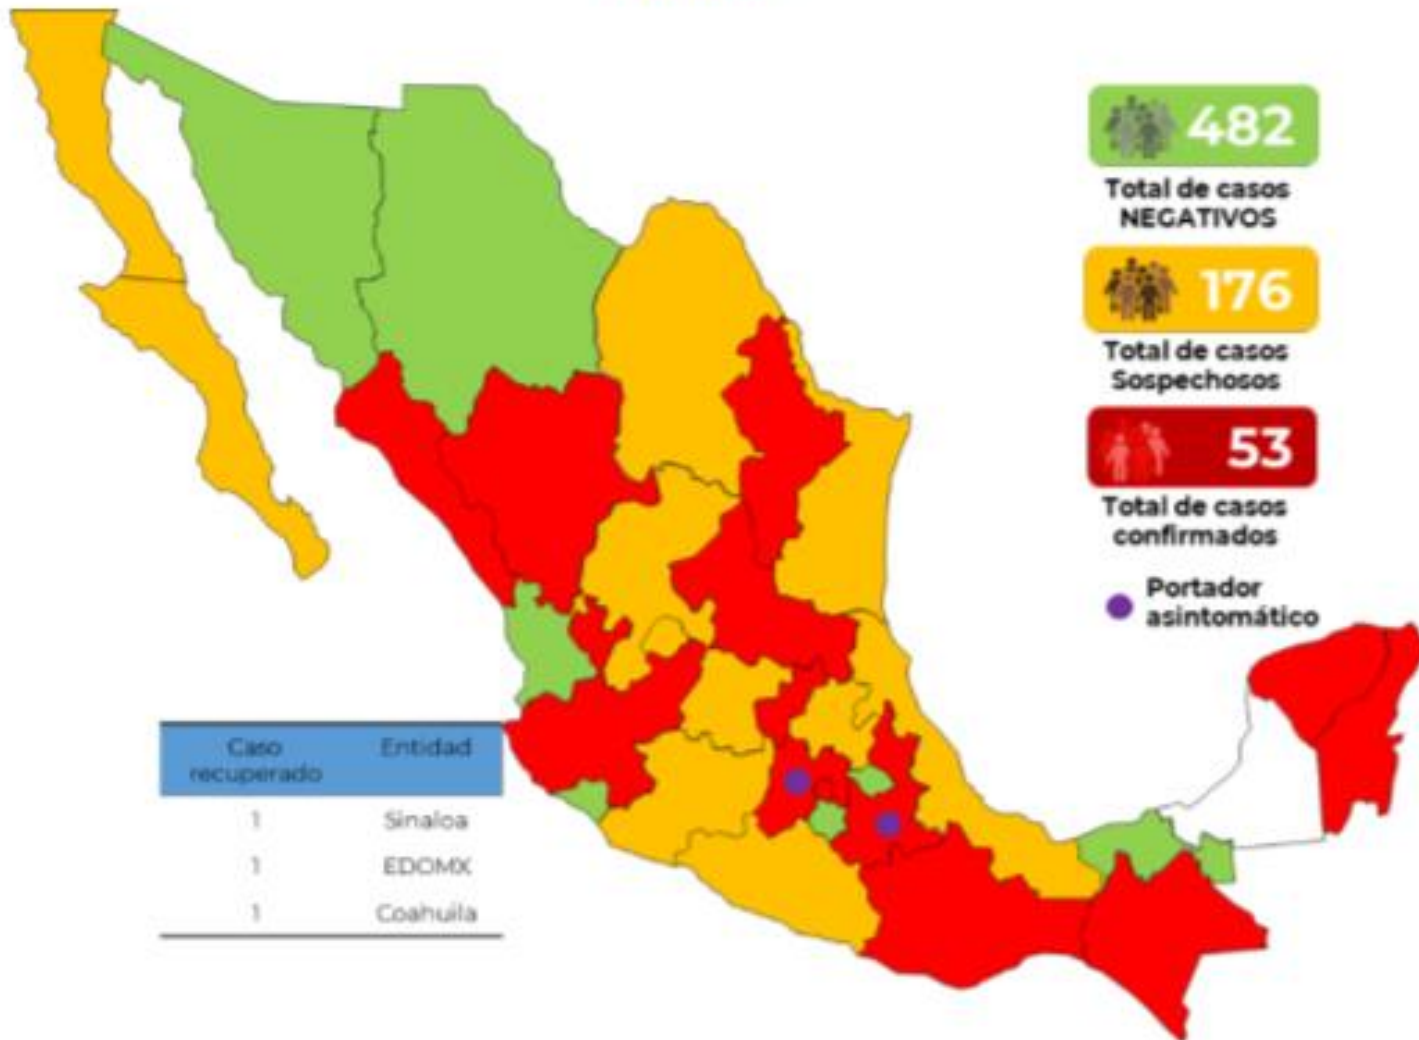 482
Total de casos
NEGATIVOS
176
Total de casos
Sospechosos
53
Total de casos
confirmados
Portador
asintomático
Caso recuperado Entidad
1 Sinaloa
1 EDOMX
1 Coahuila